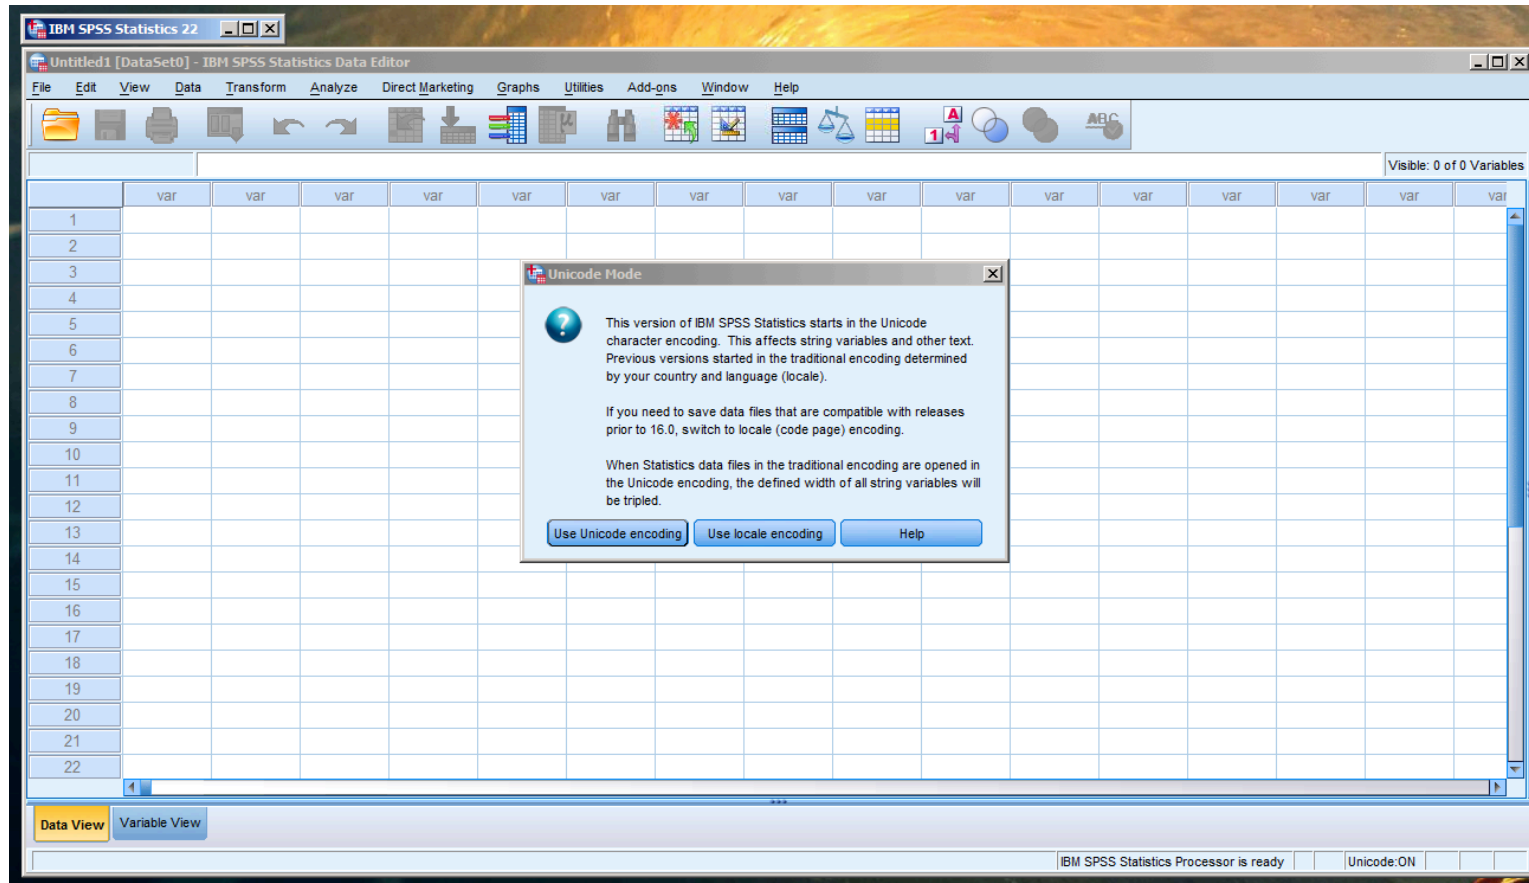 IBM SPSS Statistics 22
Untitled1 [DataSet0] - IBM SPSS Statistics Data Editor
File Edit View Data Transform Analyze Direct Marketing Graphs Utilities Add-ons Window Help
μ A 1 ABC
Visible: 0 of 0 Variables
var var var var var var var var var var var var var var var var
1
2
3
4
5
6
7
8
9
10
11
12
13
14
15
16
17
18
19
20
21
22
Unicode Mode
This version of IBM SPSS Statistics starts in the Unicode
character encoding. This affects string variables and other text.
Previous versions started in the traditional encoding determined
by your country and language (locale).
If you need to save data files that are compatible with releases
prior to 16.0, switch to locale (code page) encoding.
When Statistics data files in the traditional encoding are opened in
the Unicode encoding, the defined width of all string variables will
be tripled.
Use Unicode encoding Use locale encoding Help
Data View Variable View
IBM SPSS Statistics Processor is ready Unicode:ON